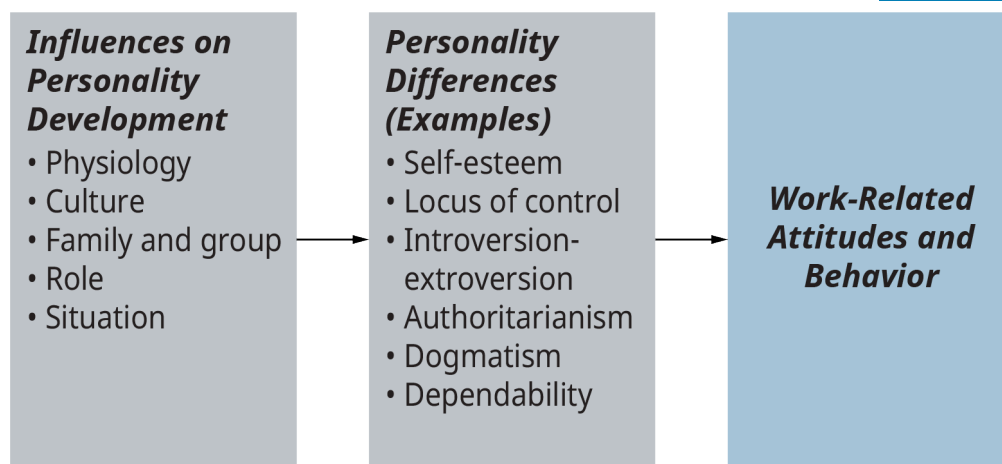 Influences on
Personality
Development
• Physiology
• Culture
• Family and group
• Role
• Situation
Personality
Differences
(Examples)
• Self-esteem
• Locus of control
• Introversion-
extroversion
• Authoritarianism
• Dogmatism
• Dependability
Work-Related
Attitudes and
Behavior